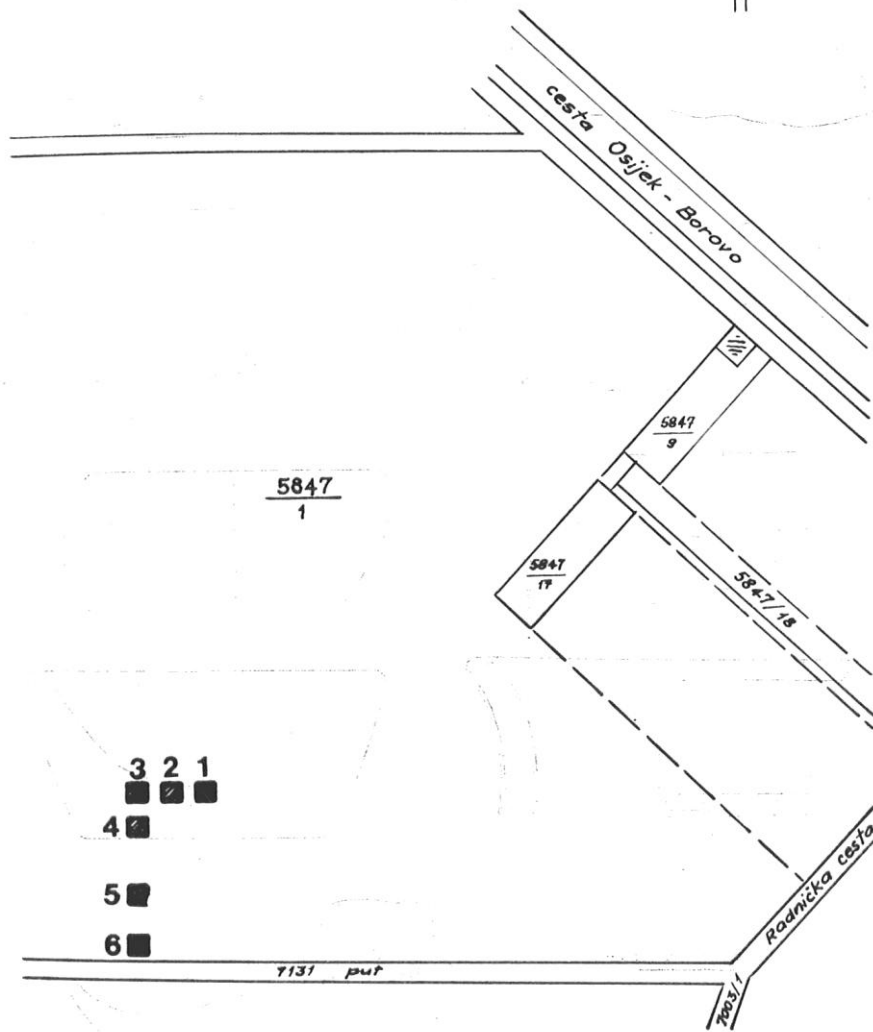 cesta Osijek - Borovo
5847
9
5847
1
5847
17
5847/18
3 2 1
4
5
6
Radnička cesta
7131 put
7003/1